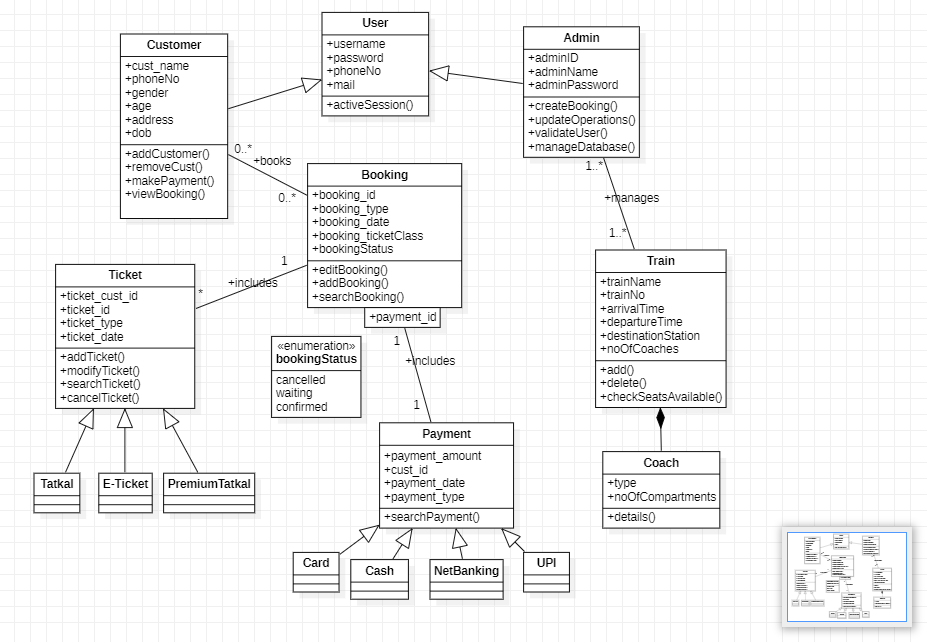 User
+username
+password
+phoneNo
+mail
+activeSession()
Customer
+cust_name
+phoneNo
+gender
+age
+address
+dob
+addCustomer()
+removeCust()
+makePayment()
+viewBooking()
Admin
+adminID
+adminName
+adminPassword
+createBooking()
+updateOperations()
+validateUser()
+manageDatabase()
0..*
+books
0..*
1..*
+manages
1..*
Booking
+booking_id
+booking_type
+booking_date
+booking_ticketClass
+bookingStatus
+editBooking()
+addBooking()
+searchBooking()
+payment_id
1
+includes
*
Ticket
+ticket_cust_id
+ticket_id
+ticket_type
+ticket_date
+addTicket()
+modifyTicket()
+searchTicket()
+cancelTicket()
Train
+trainName
+trainNo
+arrivalTime
+departureTime
+destinationStation
+noOfCoaches
+add()
+delete()
+checkSeatsAvailable()
«enumeration»
bookingStatus
cancelled
waiting
confirmed
1
+includes
1
Payment
+payment_amount
+cust_id
+payment_date
+payment_type
+searchPayment()
Coach
+type
+noOfCompartments
+details()
Tatkal
E-Ticket
PremiumTatkal
Card
Cash
NetBanking
UPI